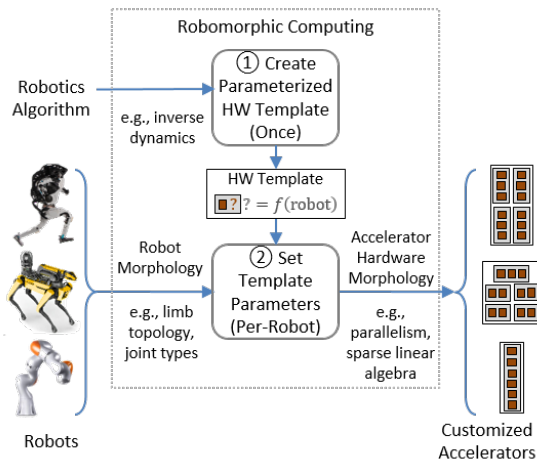 Robomorphic Computing
Robotics
Algorithm
e.g., inverse
dynamics
① Create
Parameterized
HW Template
(Once)
HW Template
? ? = f(robot)
Robot
Morphology
e.g., limb
topology,
joint types
② Set
Template
Parameters
(Per-Robot)
Accelerator
Hardware
Morphology
e.g.,
parallelism,
sparse linear
algebra
Robots
Customized
Accelerators